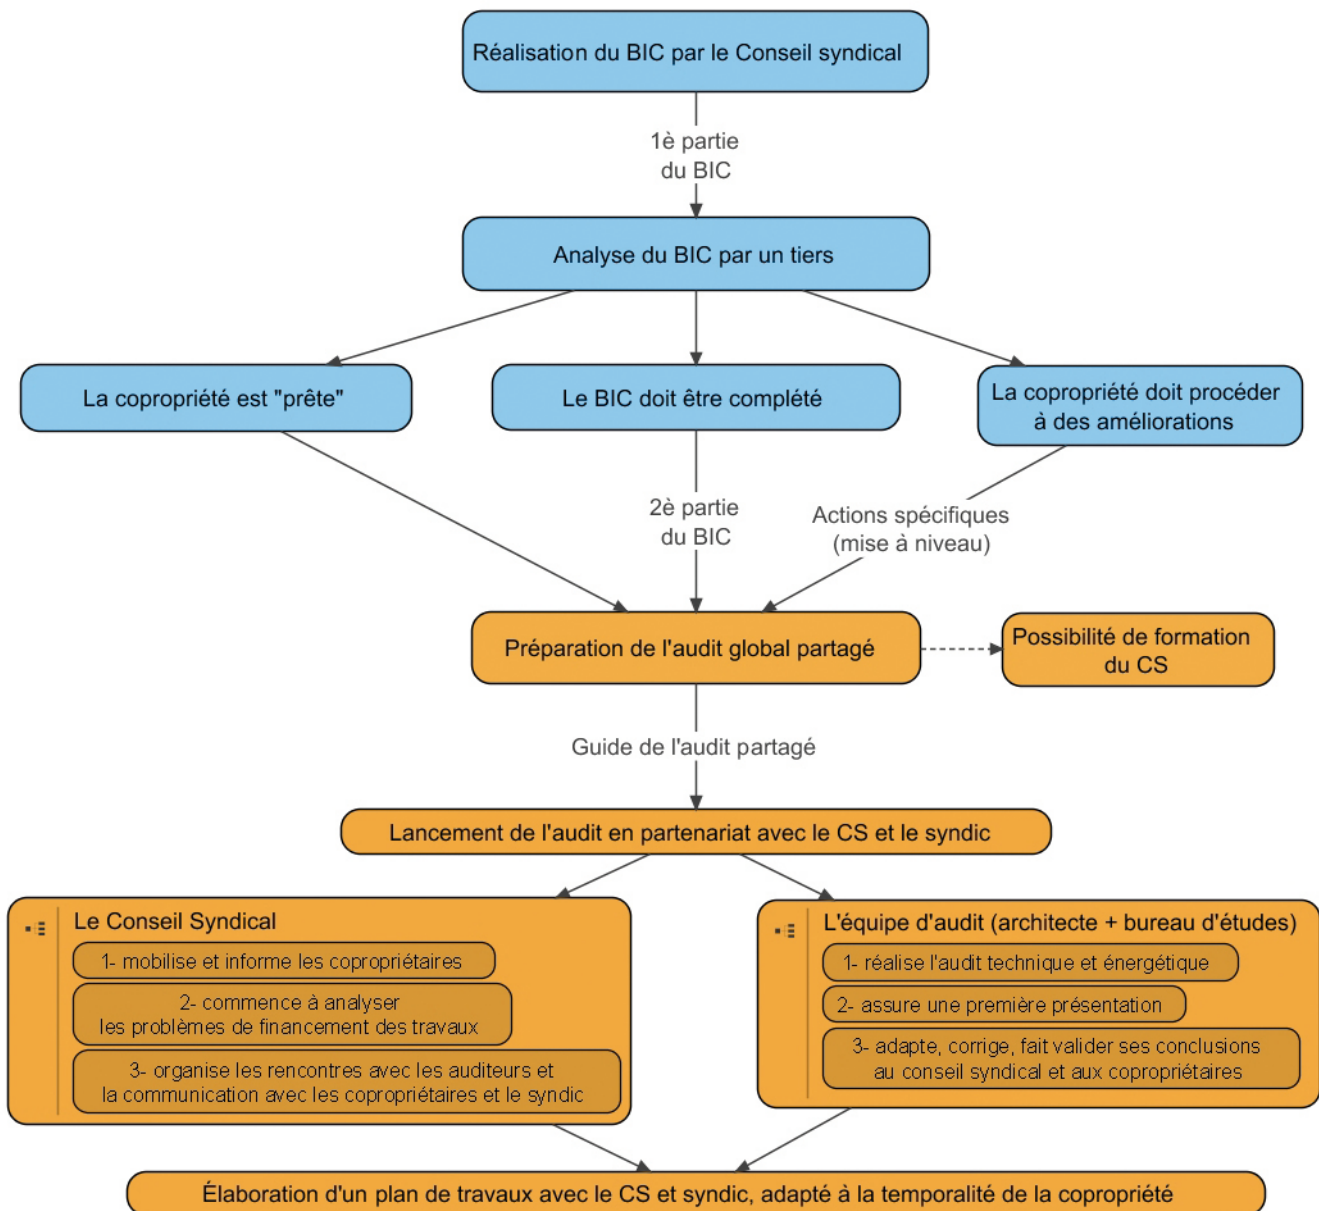 Réalisation du BIC par le Conseil syndical
1è partie
du BIC
Analyse du BIC par un tiers
La copropriété est "prête"
Le BIC doit être complété
La copropriété doit procéder
à des améliorations
2è partie
du BIC
Actions spécifiques
(mise à niveau)
Préparation de l'audit global partagé
Possibilité de formation
du CS
Guide de l'audit partagé
Lancement de l'audit en partenariat avec le CS et le syndic
Le Conseil Syndical
1- mobilise et informe les copropriétaires
2- commence à analyser
les problèmes de financement des travaux
3- organise les rencontres avec les auditeurs et
la communication avec les copropriétaires et le syndic
L'équipe d'audit (architecte + bureau d'études)
1- réalise l'audit technique et énergétique
2- assure une première présentation
3- adapte, corrige, fait valider ses conclusions
au conseil syndical et aux copropriétaires
Élaboration d'un plan de travaux avec le CS et syndic, adapté à la temporalité de la copropriété